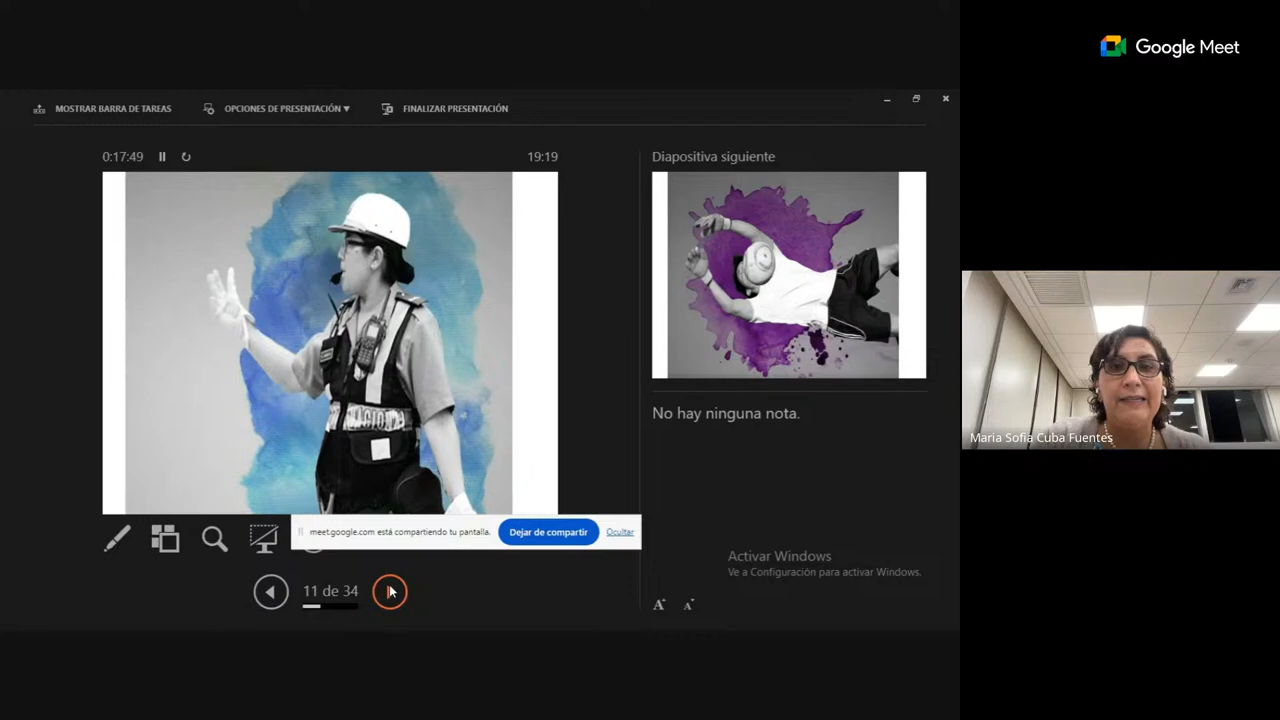 Google Meet
MOSTRAR BARRA DE TAREAS
OPCIONES DE PRESENTACIÓN ▼
FINALIZAR PRESENTACIÓN
0:17:49
19:19
Diapositiva siguiente
No hay ninguna nota.
meet.google.com está compartiendo tu pantalla.
Dejar de compartir
Ocultar
Activar Windows
Ve a Configuración para activar Windows.
11 de 34
A A
Maria Sofia Cuba Fuentes